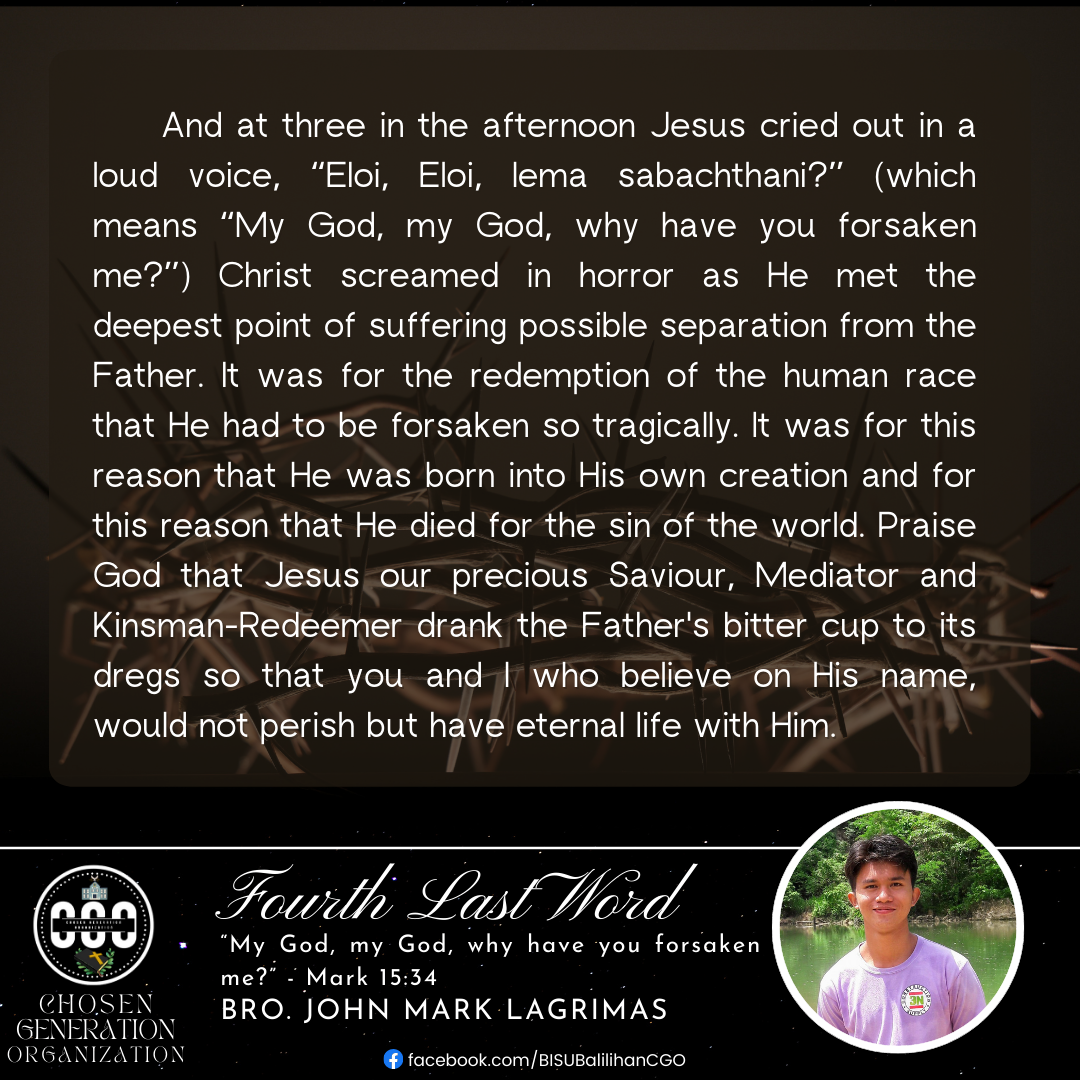 And at three in the afternoon Jesus cried out in a
loud voice, “Eloi, Eloi, lema sabachthani?” (which
means “My God, my God, why have you forsaken
me?”) Christ screamed in horror as He met the
deepest point of suffering possible separation from the
Father. It was for the redemption of the human race
that He had to be forsaken so tragically. It was for this
reason that He was born into His own creation and for
this reason that He died for the sin of the world. Praise
God that Jesus our precious Saviour, Mediator and
Kinsman-Redeemer drank the Father's bitter cup to its
dregs so that you and I who believe on His name,
would not perish but have eternal life with Him.
Fourth Last Word
“My God, my God, why have you forsaken
me?” - Mark 15:34
BRO. JOHN MARK LAGRIMAS
CGO
CHOSEN GENERATION
ORGANIZATION
CHOSEN
GENERATION
ORGANIZATION
3N
SUPPLY
facebook.com/BISUBalilihanCGO